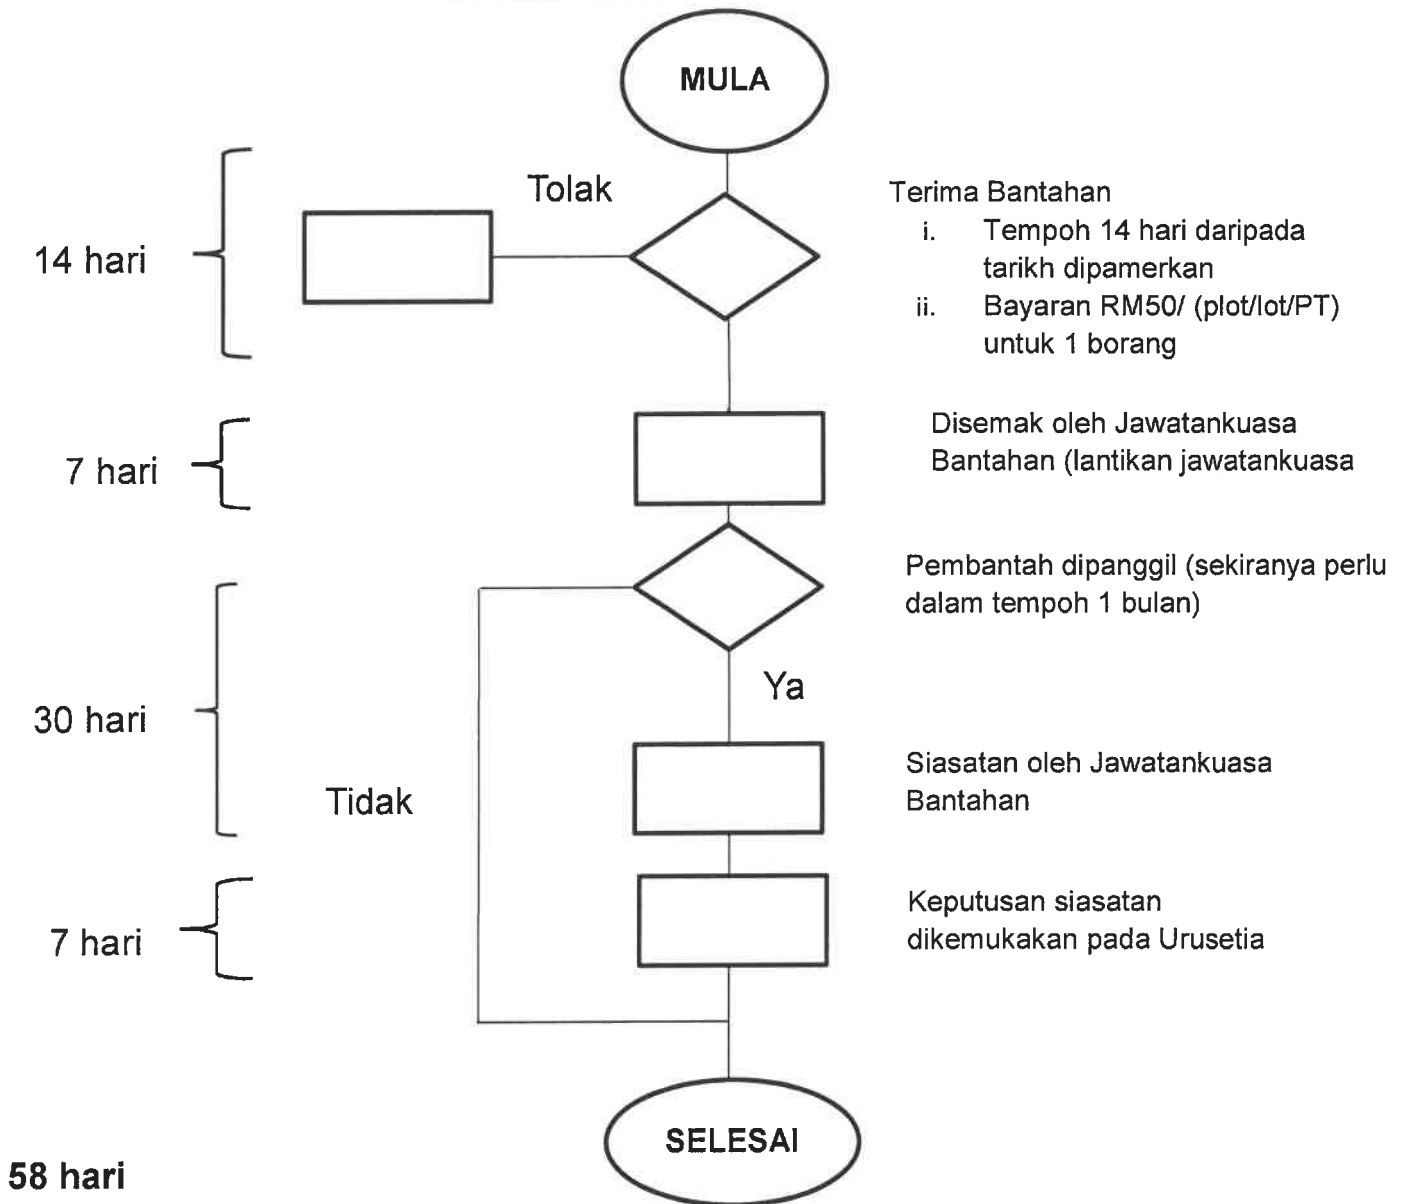 MULA
Tolak
14 hari
Terima Bantahan
i. Tempoh 14 hari daripada
tarikh dipamerkan
ii. Bayaran RM50/ (plot/lot/PT)
untuk 1 borang
7 hari
Disemak oleh Jawatankuasa
Bantahan (lantikan jawatankuasa
Pembantah dipanggil (sekiranya perlu
dalam tempoh 1 bulan)
Ya
30 hari
Tidak
Siasatan oleh Jawatankuasa
Bantahan
7 hari
Keputusan siasatan
dikemukakan pada Urusetia
SELESAI
58 hari